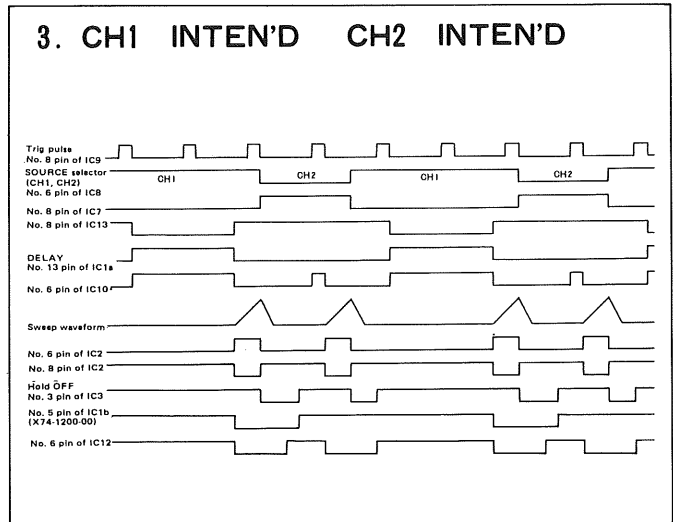 3. CH1 INTEN'D CH2 INTEN'D
Trig pulse
No. 8 pin of IC9
SOURCE selector
(CH1, CH2)
CH1 CH2 CH1 CH2
No. 6 pin of IC8
No. 8 pin of IC7
No. 8 pin of IC13
DELAY
No. 13 pin of IC1a
No. 6 pin of IC10
Sweep waveform
No. 6 pin of IC2
No. 8 pin of IC2
Hold OFF
No. 3 pin of IC3
No. 5 pin of IC1b
(X74-1200-00)
No. 6 pin of IC12